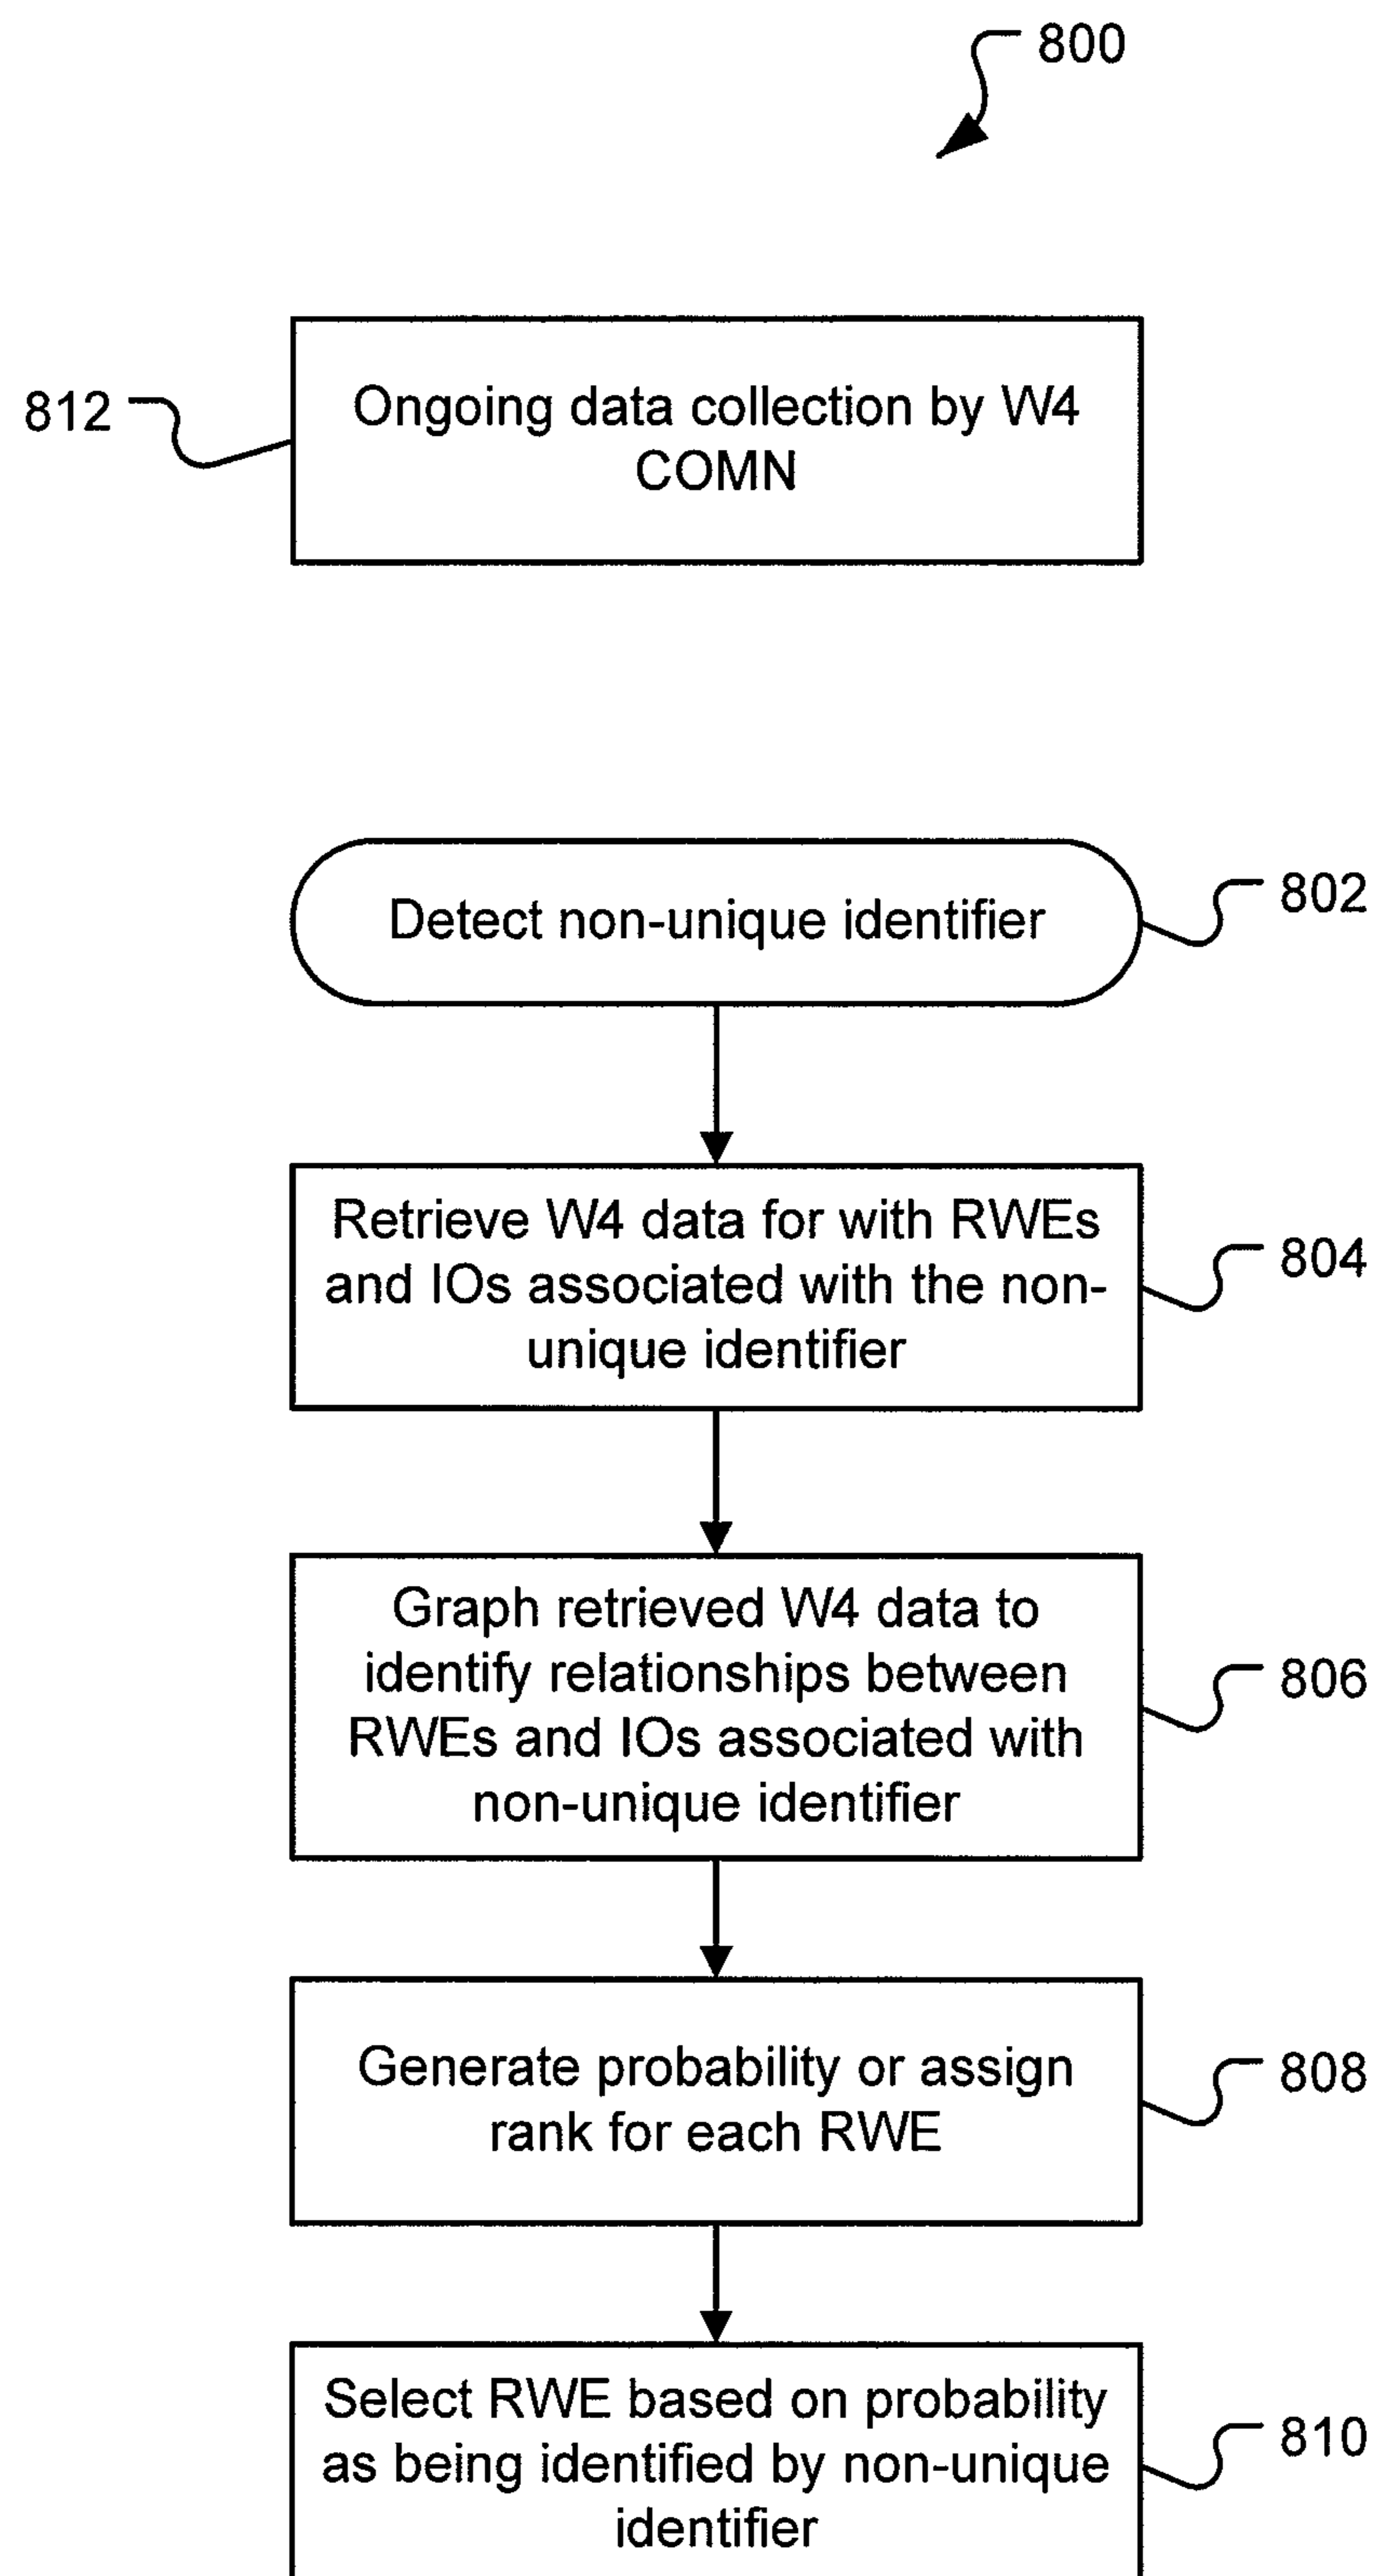 800
812
Ongoing data collection by W4
COMN
Detect non-unique identifier
802
Retrieve W4 data for with RWEs
and IOs associated with the non-
unique identifier
804
Graph retrieved W4 data to
identify relationships between
RWEs and IOs associated with
non-unique identifier
806
Generate probability or assign
rank for each RWE
808
Select RWE based on probability
as being identified by non-unique
identifier
810